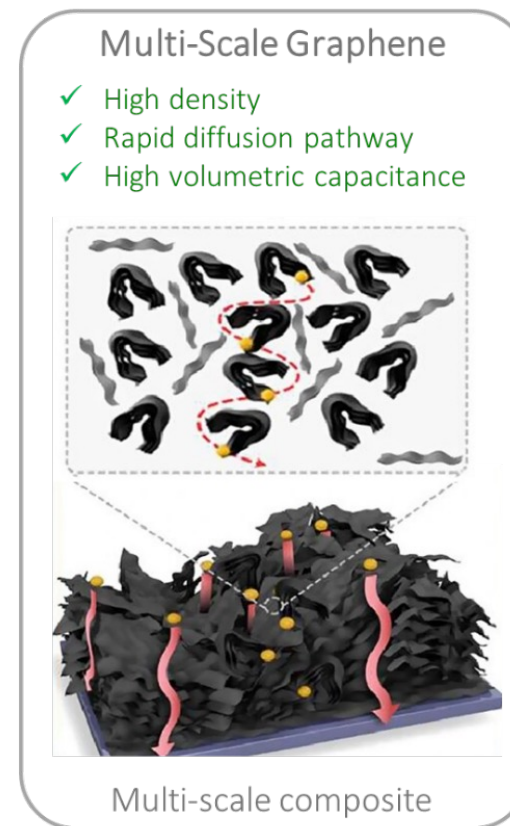 Multi-Scale Graphene
✓ High density
✓ Rapid diffusion pathway
✓ High volumetric capacitance
Multi-scale composite